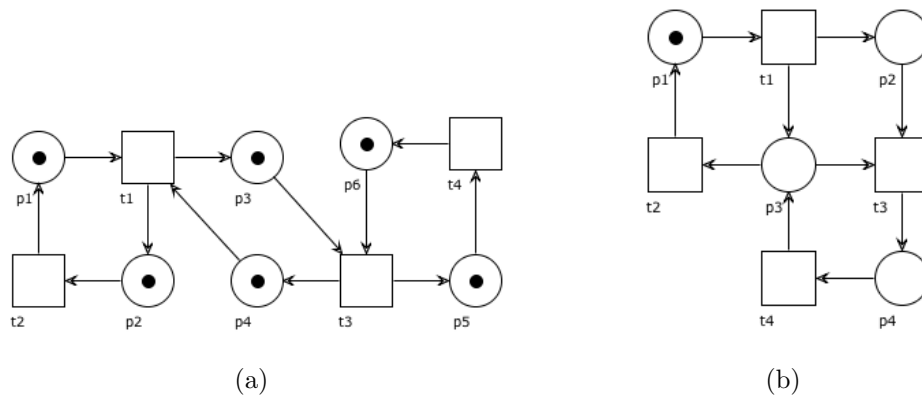 p1 t1 p3 p6 t4
t2 p2 p4 t3 p5
(a)
p1 t1 p2
t2 p3 t3
t4 p4
(b)